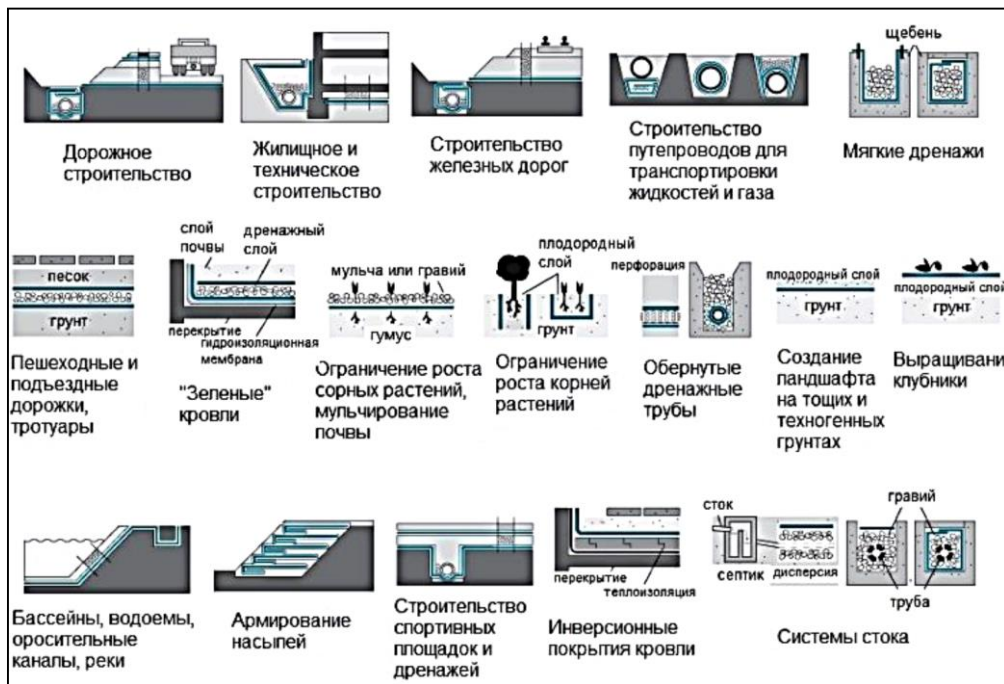 щебень
Дорожное
строительство
Жилищное и
техническое
строительство
Строительство
железных дорог
Строительство
путепроводов для
транспортировки
жидкостей и газа
Мягкие дренажи
песок
грунт
Пешеходные и
подъездные
дорожки,
тротуары
слой
почвы
дренажный
слой
перекрытие
гидроизоляционная
мембрана
"Зеленые"
кровли
мульча или гравий
гумус
Ограничение роста
сорных растений,
мульчирование
почвы
плодородный
слой
грунт
Ограничение
роста корней
растений
перфорация
Обернутые
дренажные
трубы
плодородный слой
грунт
Создание
ландшафта
на тощих и
техногенных
грунтах
плодородный слой
грунт
Выращивани
клубники
Бассейны, водоемы,
оросительные
каналы, реки
Армирование
насыпей
Строительство
спортивных
площадок и
дренажей
перекрытие
теплоизоляция
Инверсионные
покрытия кровли
сток
септик
дисперсия
гравий
труба
Системы стока